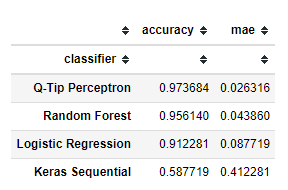 accuracy mae
classifier
Q-Tip Perceptron 0.973684 0.026316
Random Forest 0.956140 0.043860
Logistic Regression 0.912281 0.087719
Keras Sequential 0.587719 0.412281